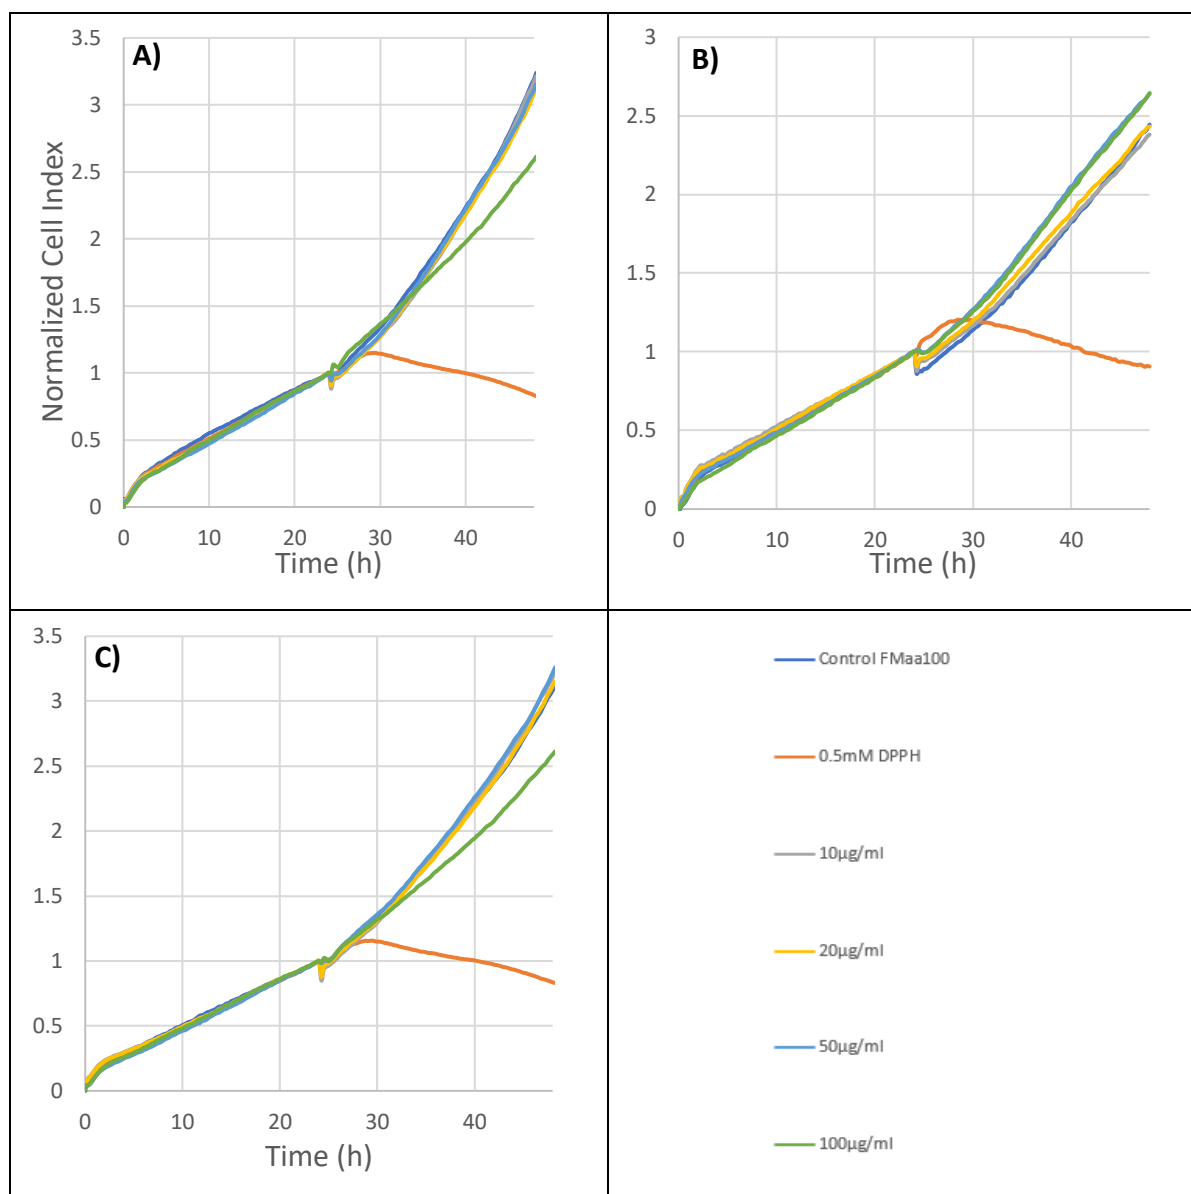 A)
Normalized Cell Index
3.5
3
2.5
2
1.5
1
0.5
0
0 10 20 30 40
Time (h)
B)
3
2.5
2
1.5
1
0.5
0
0 10 20 30 40
Time (h)
C)
3.5
3
2.5
2
1.5
1
0.5
0
0 10 20 30 40
Time (h)
Control FMaa100
0.5mM DPPH
10µg/ml
20µg/ml
50µg/ml
100µg/ml